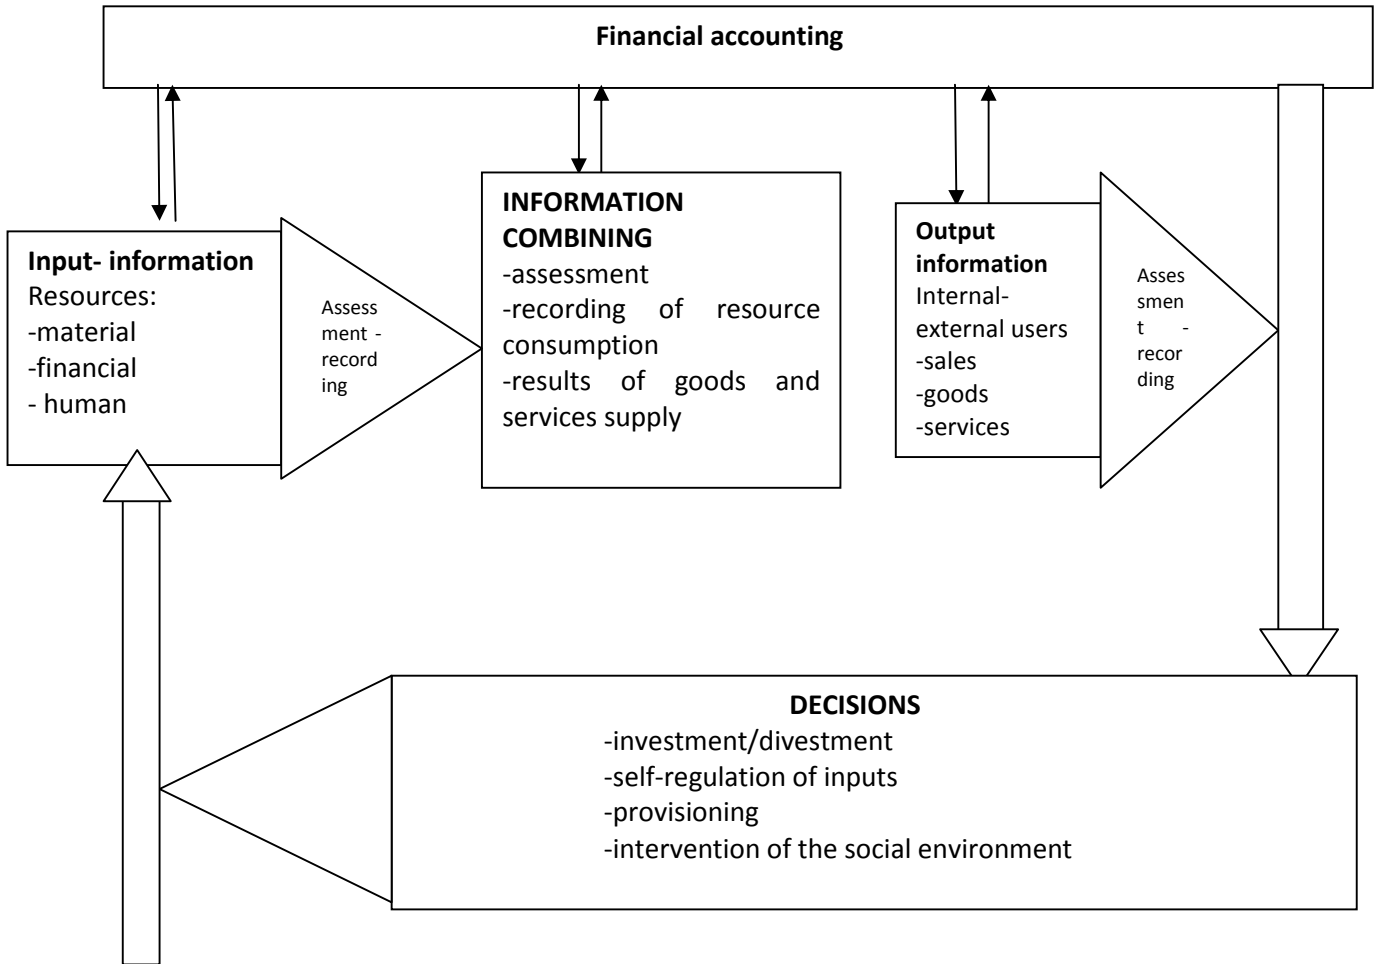 Financial accounting
Input- information
Resources:
-material
-financial
- human
Assess
ment -
record
ing
INFORMATION
COMBINING
-assessment
-recording of resource
consumption
-results of goods and
services supply
Output
information
Internal-
external users
-sales
-goods
-services
Asses
smen
t -
recor
ding
DECISIONS
-investment/divestment
-self-regulation of inputs
-provisioning
-intervention of the social environment